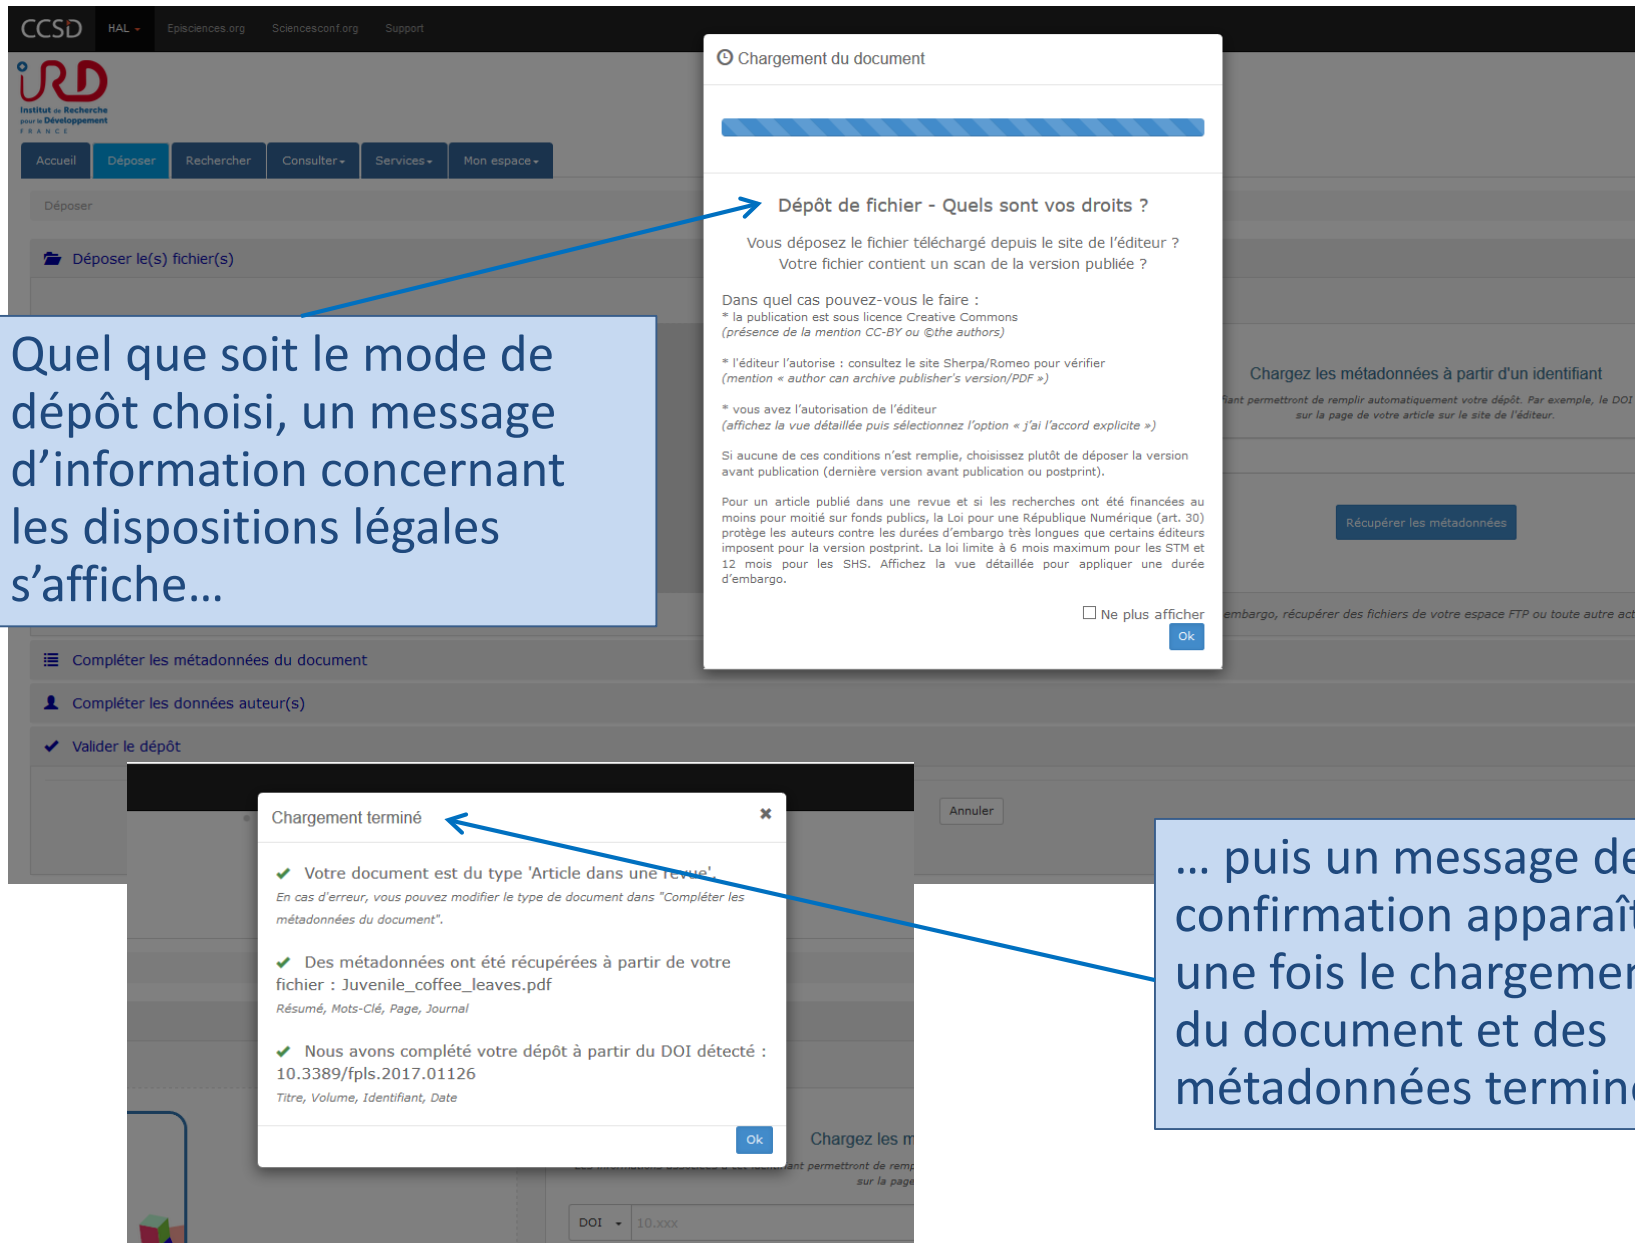 CCSD HAL Episciences.org Sciencesconf.org Support
iRD
Institut de Recherche
pour le Développement
FRANCE
Accueil Déposer Rechercher Consulter Services Mon espace
Déposer
Déposer le(s) fichier(s)
Quel que soit le mode de
dépôt choisi, un message
d’information concernant
les dispositions légales
s’affiche…
Chargement du document
Dépôt de fichier - Quels sont vos droits ?
Vous déposez le fichier téléchargé depuis le site de l’éditeur ?
Votre fichier contient un scan de la version publiée ?
Dans quel cas pouvez-vous le faire :
* la publication est sous licence Creative Commons
(présence de la mention CC-BY ou ©the authors)
* l'éditeur l’autorise : consultez le site Sherpa/Romeo pour vérifier
(mention « author can archive publisher's version/PDF »)
* vous avez l’autorisation de l’éditeur
(affichez la vue détaillée puis sélectionnez l’option « j’ai l’accord explicite »)
Si aucune de ces conditions n’est remplie, choisissez plutôt de déposer la version
avant publication (dernière version avant publication ou postprint).
Pour un article publié dans une revue et si les recherches ont été financées au
moins pour moitié sur fonds publics, la Loi pour une République Numérique (art. 30)
protège les auteurs contre les durées d’embargo très longues que certains éditeurs
imposent pour la version postprint. La loi limite à 6 mois maximum pour les STM et
12 mois pour les SHS. Affichez la vue détaillée pour appliquer une durée
d’embargo.
Ne plus afficher
Ok
Chargez les métadonnées à partir d'un identifiant
permettront de remplir automatiquement votre dépôt. Par exemple, le DOI
sur la page de votre article sur le site de l'éditeur.
Récupérer les métadonnées
embargo, récupérer des fichiers de votre espace FTP ou toute autre
Compléter les métadonnées du document
Compléter les données auteur(s)
Valider le dépôt
Annuler
Chargement terminé
Votre document est du type 'Article dans une revue'.
En cas d'erreur, vous pouvez modifier le type de document dans "Compléter les
métadonnées du document".
Des métadonnées ont été récupérées à partir de votre
fichier : Juvenile_coffee_leaves.pdf
Résumé, Mots-Clé, Page, Journal
Nous avons complété votre dépôt à partir du DOI détecté :
10.3389/fpls.2017.01126
Titre, Volume, Identifiant, Date
Ok
Chargez les
permettront de
sur la page
DOI 10.xxx
… puis un message de
confirmation apparaît
une fois le chargement
du document et des
métadonnées